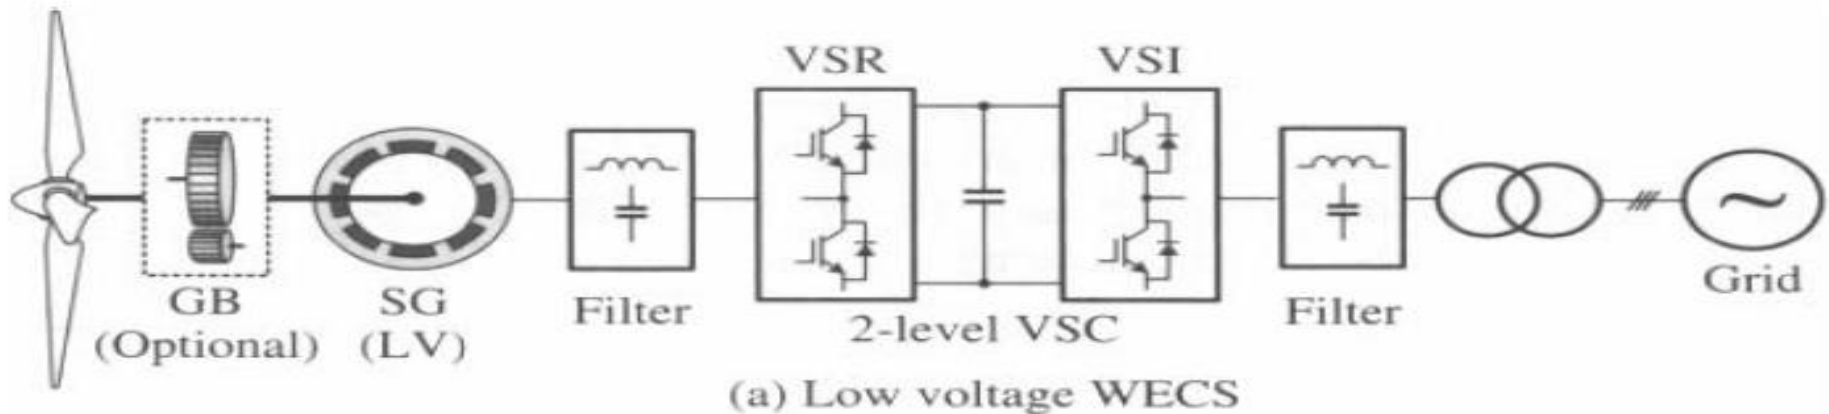 VSR
VSI
GB
(Optional)
SG
(LV)
Filter
2-level VSC
Filter
Grid
(a) Low voltage WECS